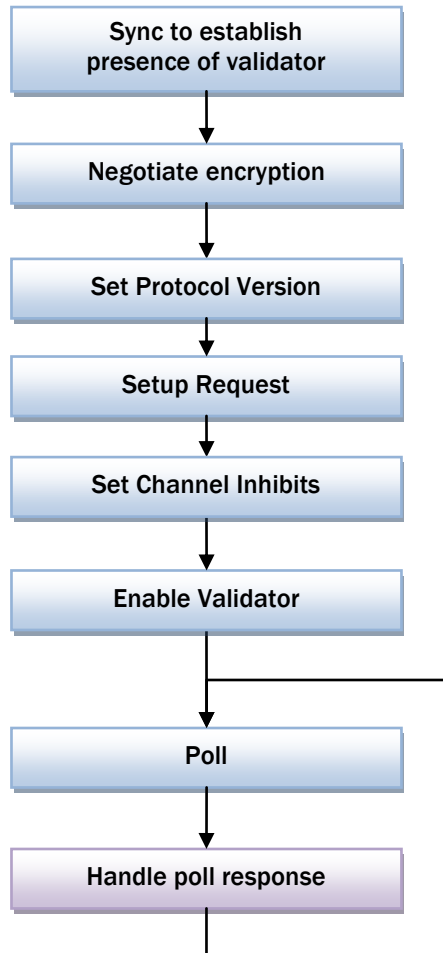 Sync to establish
presence of validator
Negotiate encryption
Set Protocol Version
Setup Request
Set Channel Inhibits
Enable Validator
Poll
Handle poll response